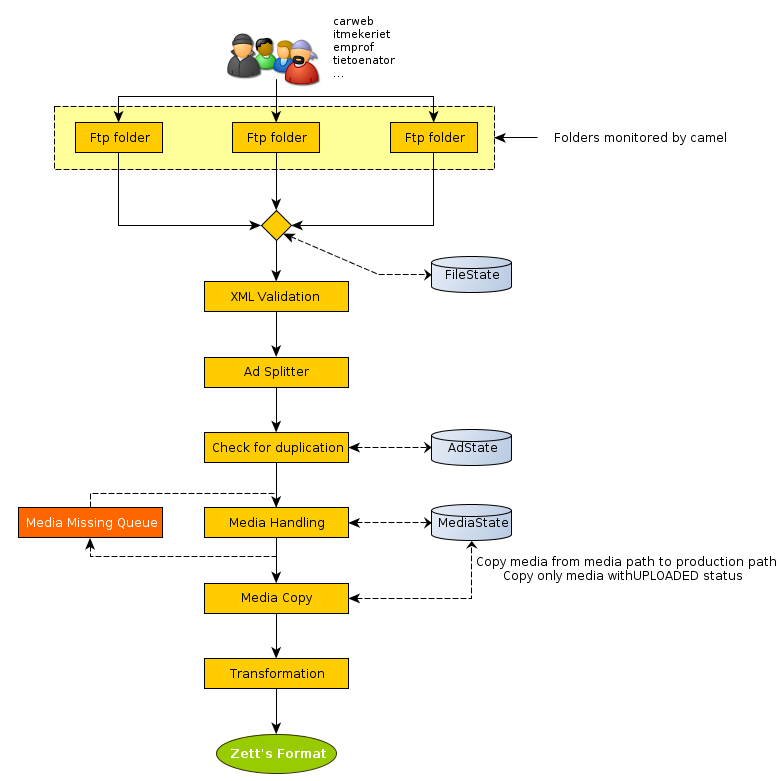 carweb
itmekeriet
emprof
tietoenator
...
Ftp folder
Ftp folder
Ftp folder
Folders monitored by camel
FileState
XML Validation
Ad Splitter
Check for duplication
AdState
Media Missing Queue
Media Handling
MediaState
Copy media from media path to production path
Copy only media withUPLOADED status
Media Copy
Transformation
Zett's Format